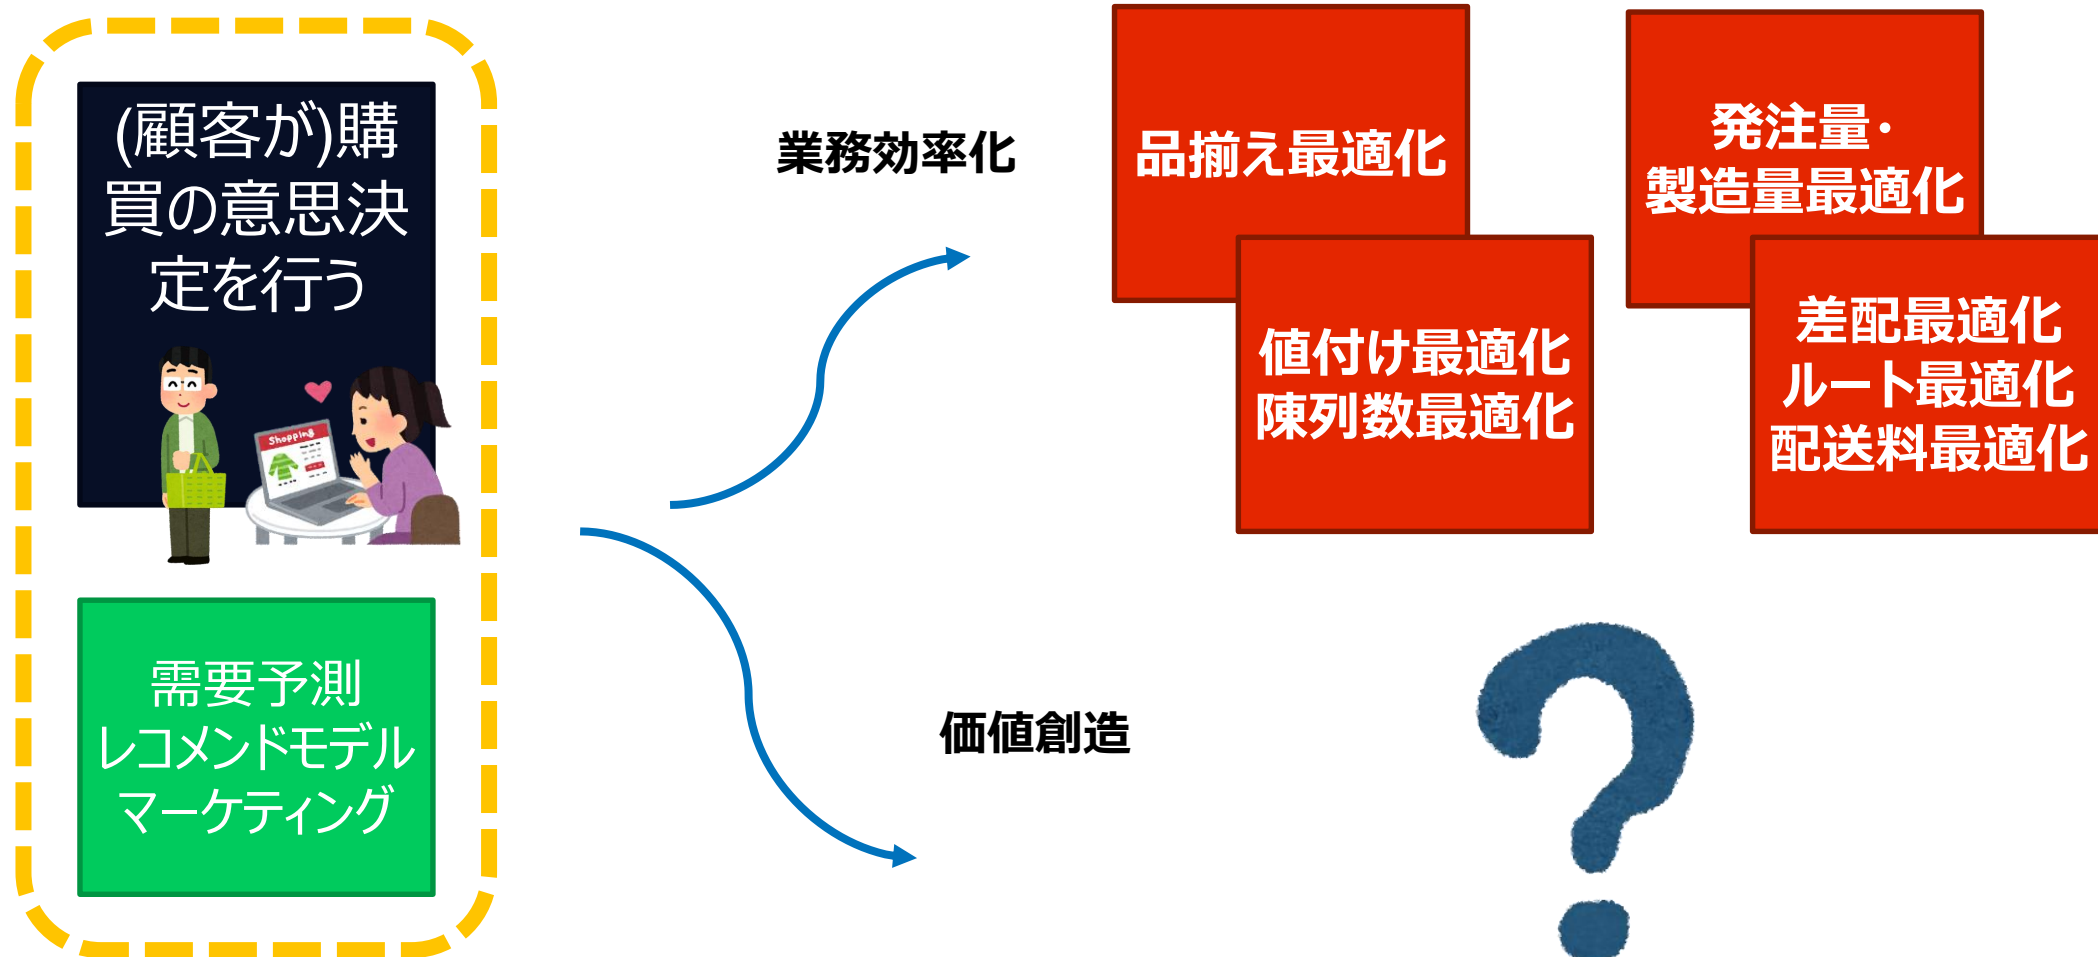 (顧客が)購
買の意思決
定を行う
Shopping
需要予測
レコメンドモデル
マーケティング
業務効率化
品揃え最適化
値付け最適化
陳列数最適化
発注量・
製造量最適化
差配最適化
ルート最適化
配送料最適化
価値創造
?